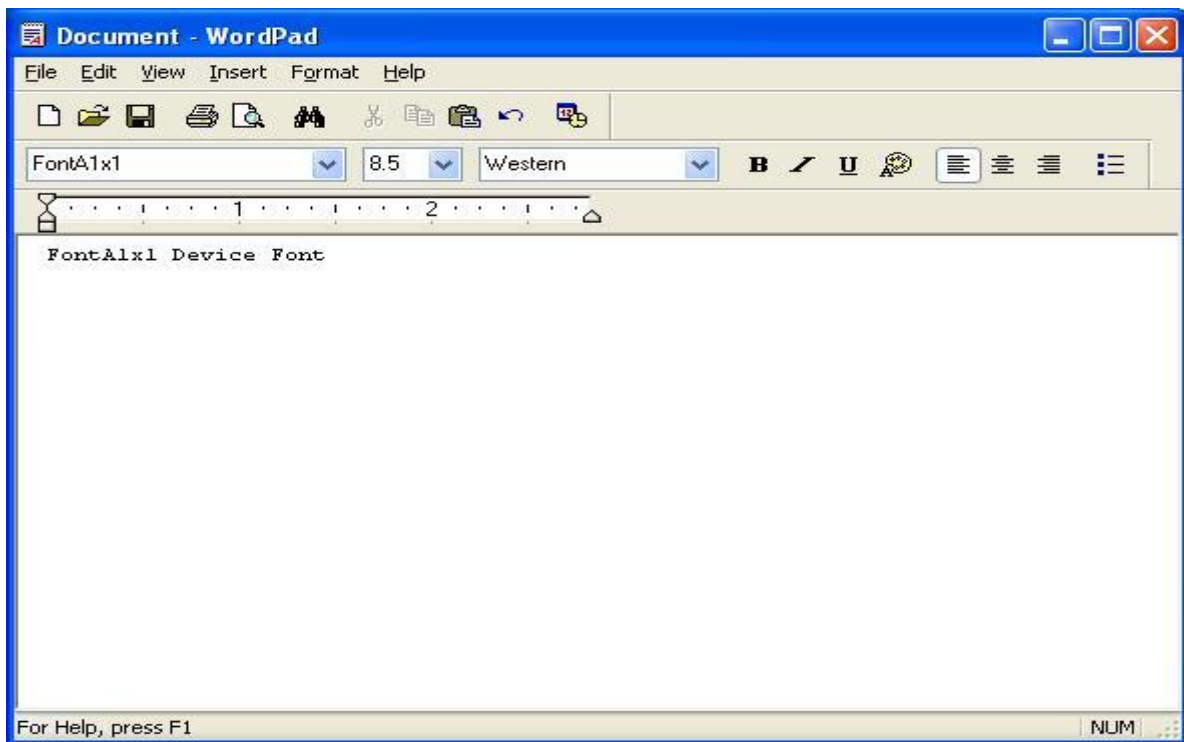 Document - WordPad
File Edit View Insert Format Help
FontA1x1 8.5 Western B U
1 2
FontA1x1 Device Font
For Help, press F1 NUM